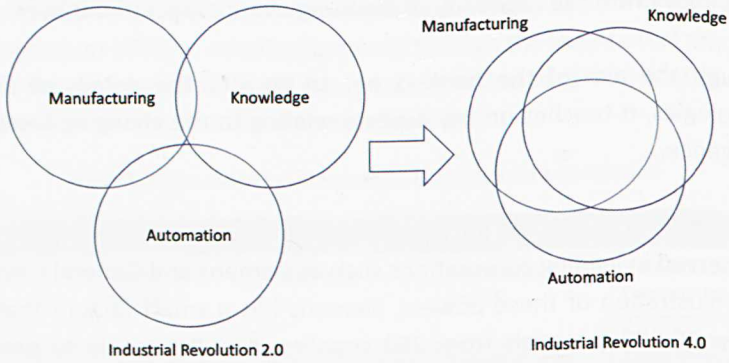 Manufacturing
Knowledge
Automation
Industrial Revolution 2.0
Manufacturing
Knowledge
Automation
Industrial Revolution 4.0